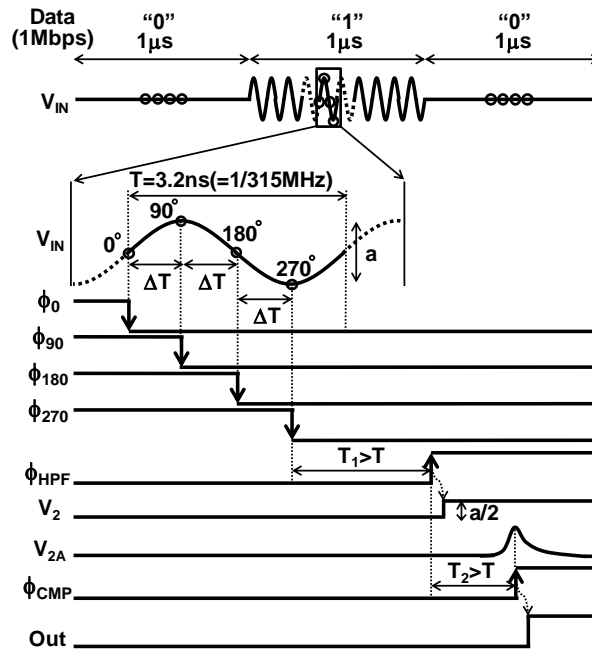 Data “0” “1” “0”
(1Mbps) 1μs 1μs 1μs
V_IN
T=3.2ns(=1/315MHz)
90°
V_IN 0° 180° 270° a
ΔT ΔT
ΔT
ϕ_0
ϕ_90
ϕ_180
ϕ_270
T_1>T
ϕ_HPF
V_2 a/2
V_2A
T_2>T
ϕ_CMP
Out